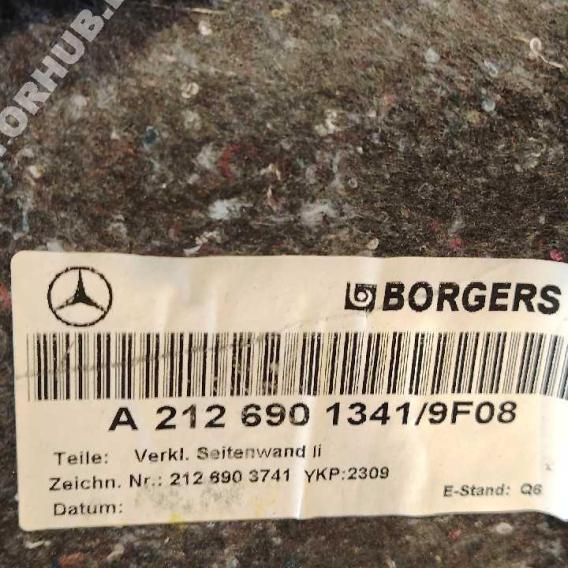 ORHUB.
BORGERS
A 212 690 1341/9F08
Teile: Verkl. Seitenwand li
Zeichn. Nr.: 212 690 3741 YKP:2309
E-Stand: Q6
Datum: